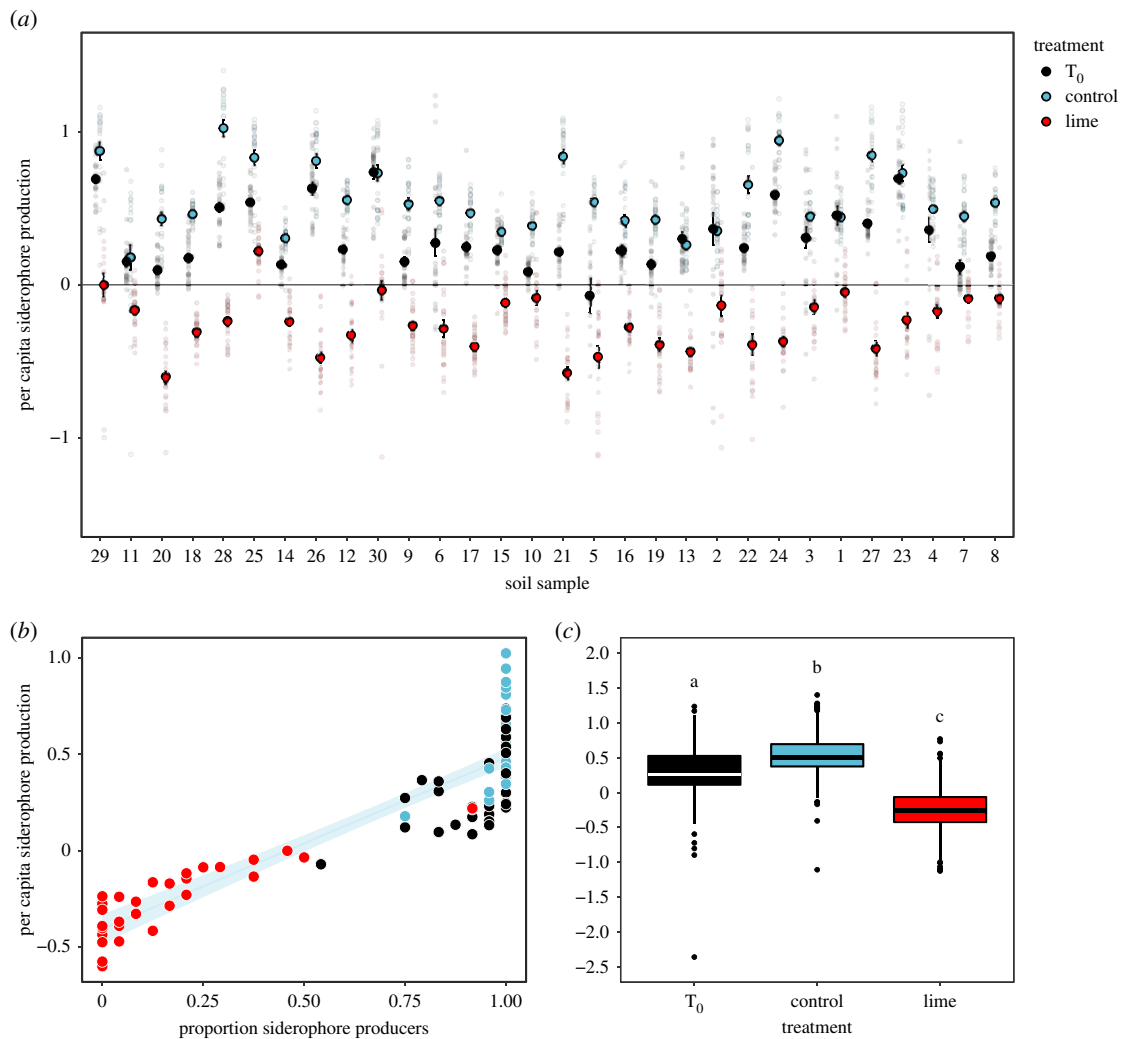 (a)
treatment
T0
control
lime
per capita siderophore production
1
0
−1
29 11 20 18 28 25 14 26 12 30 9 6 17 15 10 21 5 16 19 13 2 22 24 3 1 27 23 4 7 8
soil sample
(b)
per capita siderophore production
1.0
0.5
0
−0.5
0 0.25 0.50 0.75 1.00
proportion siderophore producers
(c)
2.0
1.5
1.0
0.5
0
−0.5
−1.0
−1.5
−2.0
−2.5
a
b
c
T0 control lime
treatment